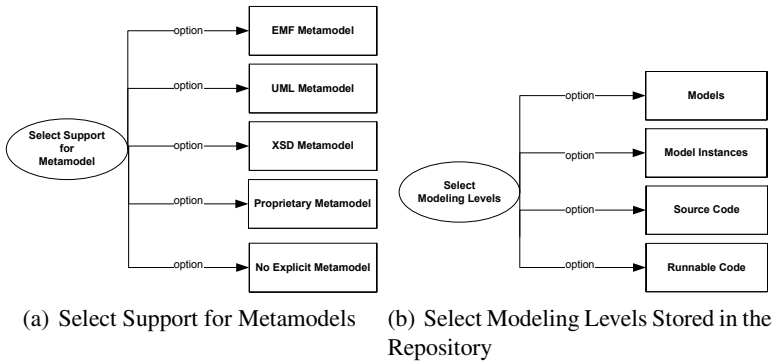 option
EMF Metamodel
option
UML Metamodel
Select Support
for
Metamodel
option
XSD Metamodel
option
Proprietary Metamodel
option
No Explicit Metamodel
(a) Select Support for Metamodels
option
Models
option
Model Instances
Select
Modeling Levels
option
Source Code
option
Runnable Code
(b) Select Modeling Levels Stored in the
Repository